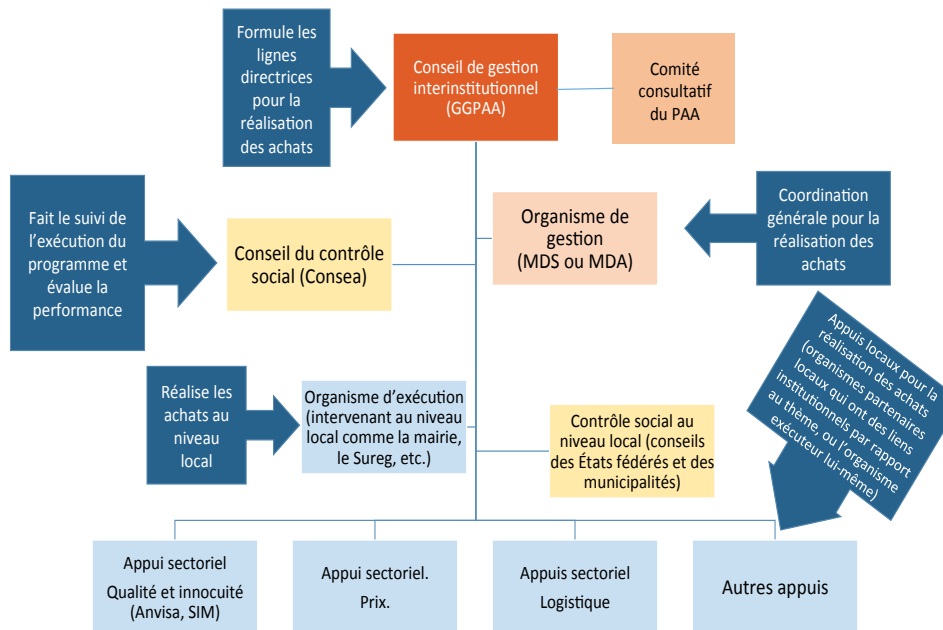 Formule les
lignes
directrices
pour la
réalisation
des achats
Conseil de gestion
interinstitutionnel
(GGPAA)
Comité
consultatif
du PAA
Fait le suivi de
l’exécution du
programme et
évalue la
performance
Conseil du contrôle
social (Consea)
Organisme de
gestion
(MDS ou MDA)
Coordination
générale pour la
réalisation des
achats
Réalise les
achats au
niveau
local
Organisme d’exécution
(intervenant au niveau
local comme la mairie,
le Sureg, etc.)
Contrôle social au
niveau local (conseils
des États fédérés et des
municipalités)
Appuis locaux pour la
réalisation des achats
(organismes partenaires
locaux qui ont des liens
institutionnels par rapport
au thème, ou l’organisme
exécuteur lui-même)
Appui sectoriel
Qualité et innocuité
(Anvisa, SIM)
Appui sectoriel.
Prix.
Appuis sectoriel
Logistique
Autres appuis